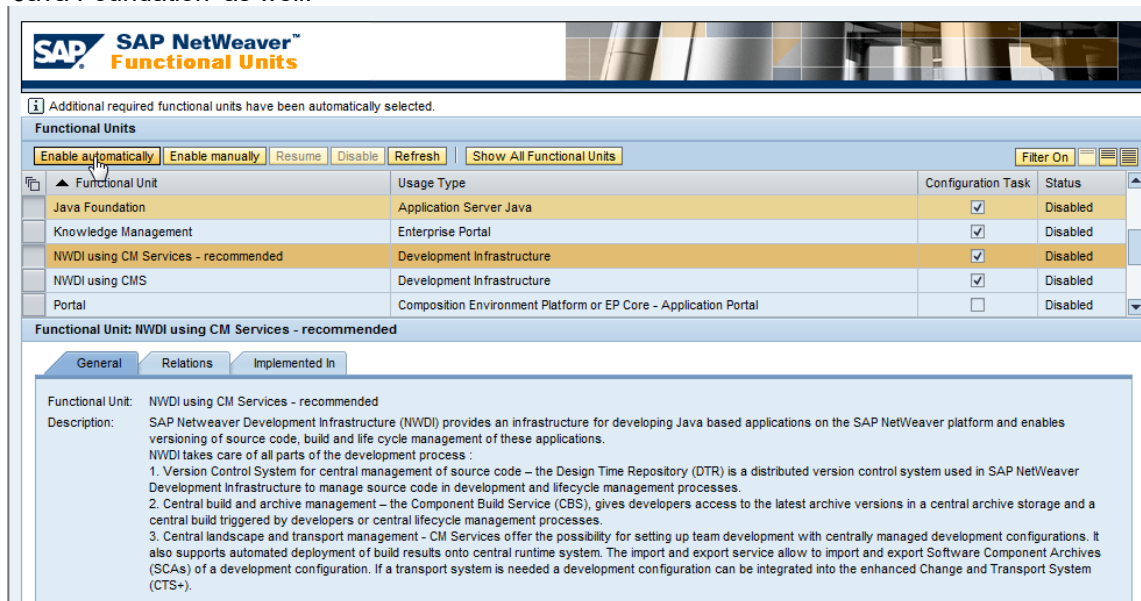 Java Foundation as well.
SAP SAP NetWeaver™
Functional Units
i Additional required functional units have been automatically selected.
Functional Units
Enable automatically Enable manually Resume Disable Refresh Show All Functional Units Filter On
Functional Unit Usage Type Configuration Task Status
Java Foundation Application Server Java Disabled
Knowledge Management Enterprise Portal Disabled
NWDI using CM Services - recommended Development Infrastructure Disabled
NWDI using CMS Development Infrastructure Disabled
Portal Composition Environment Platform or EP Core - Application Portal Disabled
Functional Unit: NWDI using CM Services - recommended
General Relations Implemented In
Functional Unit: NWDI using CM Services - recommended
Description: SAP Netweaver Development Infrastructure (NWDI) provides an infrastructure for developing Java based applications on the SAP NetWeaver platform and enables
versioning of source code, build and life cycle management of these applications.
NWDI takes care of all parts of the development process :
1. Version Control System for central management of source code – the Design Time Repository (DTR) is a distributed version control system used in SAP NetWeaver
Development Infrastructure to manage source code in development and lifecycle management processes.
2. Central build and archive management – the Component Build Service (CBS), gives developers access to the latest archive versions in a central archive storage and a
central build triggered by developers or central lifecycle management processes.
3. Central landscape and transport management - CM Services offer the possibility for setting up team development with centrally managed development configurations. It
also supports automated deployment of build results onto central runtime system. The import and export service allow to import and export Software Component Archives
(SCAs) of a development configuration. If a transport system is needed a development configuration can be integrated into the enhanced Change and Transport System
(CTS+).